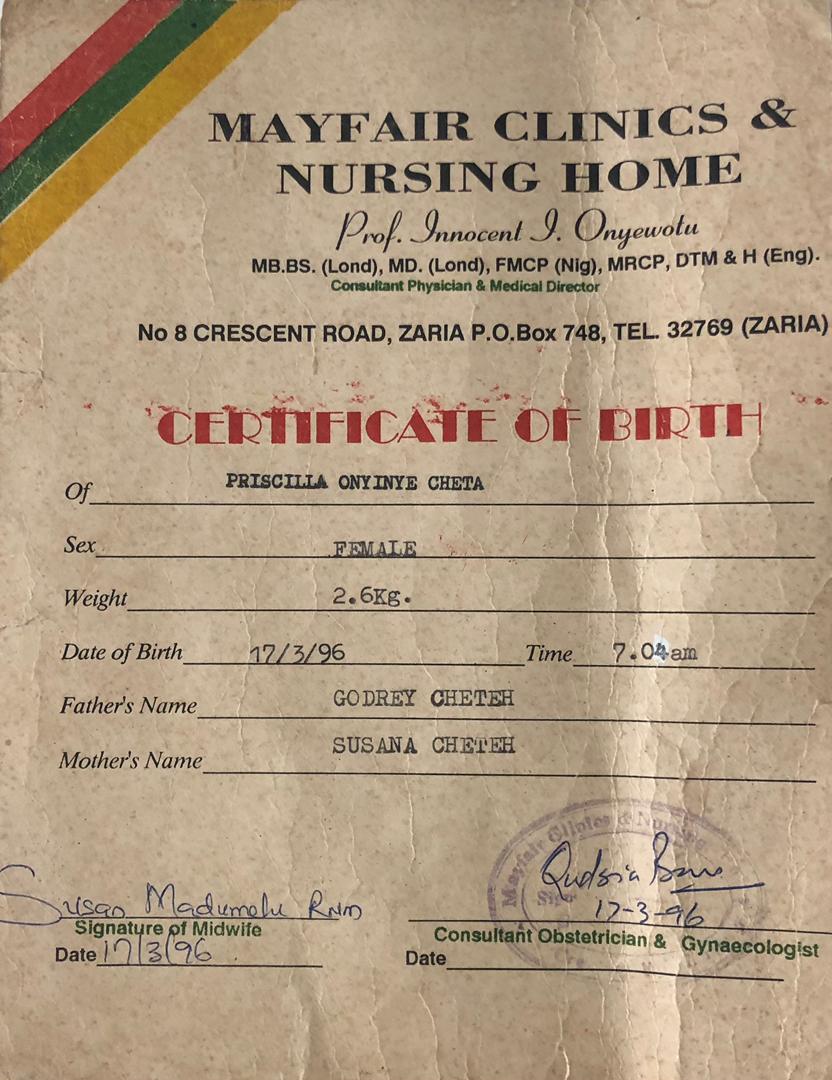 MAYFAIR CLINICS &
NURSING HOME
Prof. Innocent I. Onyewotu
MB.BS. (Lond), MD. (Lond), FMCP (Nig), MRCP, DTM & H (Eng).
Consultant Physician & Medical Director
No 8 CRESCENT ROAD, ZARIA P.O.Box 748, TEL. 32769 (ZARIA)
CERTIFICATE OF BIRTH
Of PRISCILLA ONYINYE CHETA
Sex FEMALE
Weight 2.6Kg.
Date of Birth 17/3/96 Time 7.04am
Father's Name GODREY CHETEH
Mother's Name SUSANA CHETEH
Mayfair Clinics & Nursing
Susan Madumelu RNM
17-3-96
Signature of Midwife Consultant Obstetrician & Gynaecologist
Date 17/3/96 Date